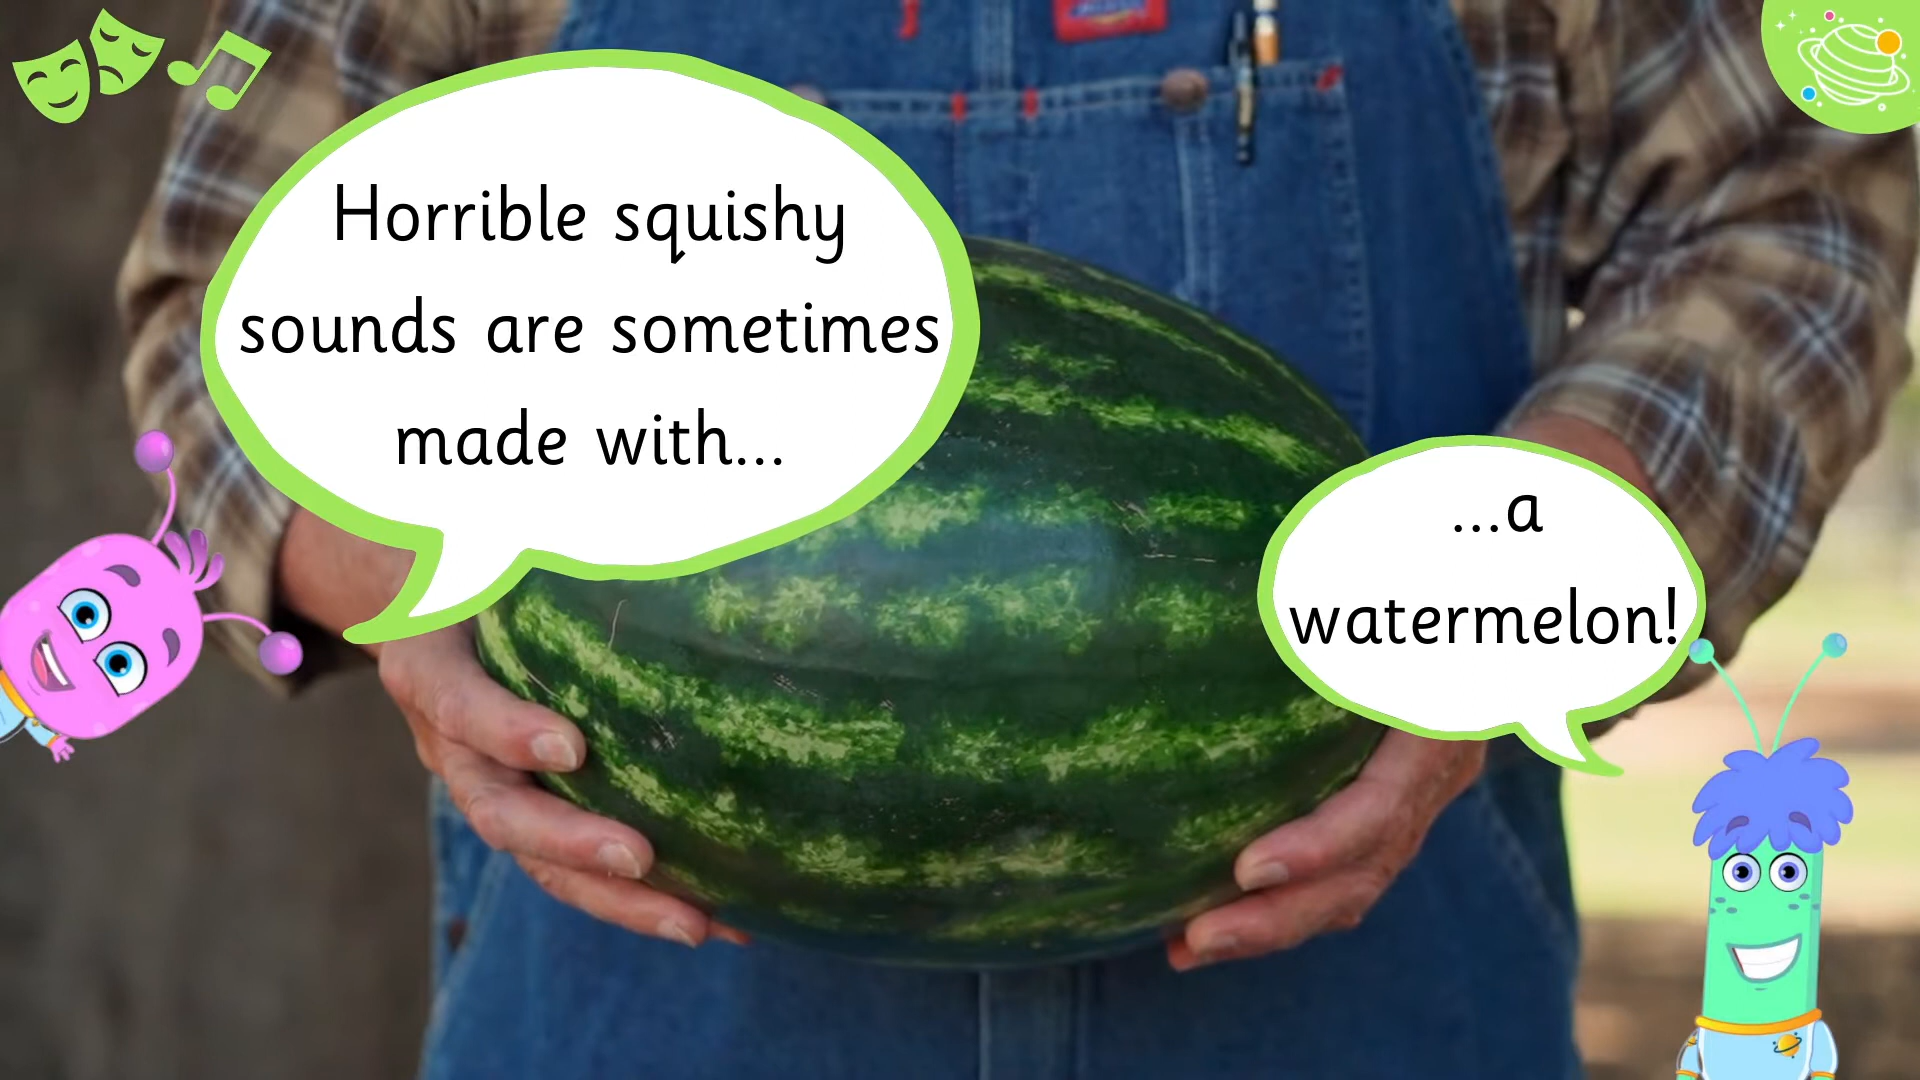 Horrible squishy
sounds are sometimes
made with...
...a
watermelon!